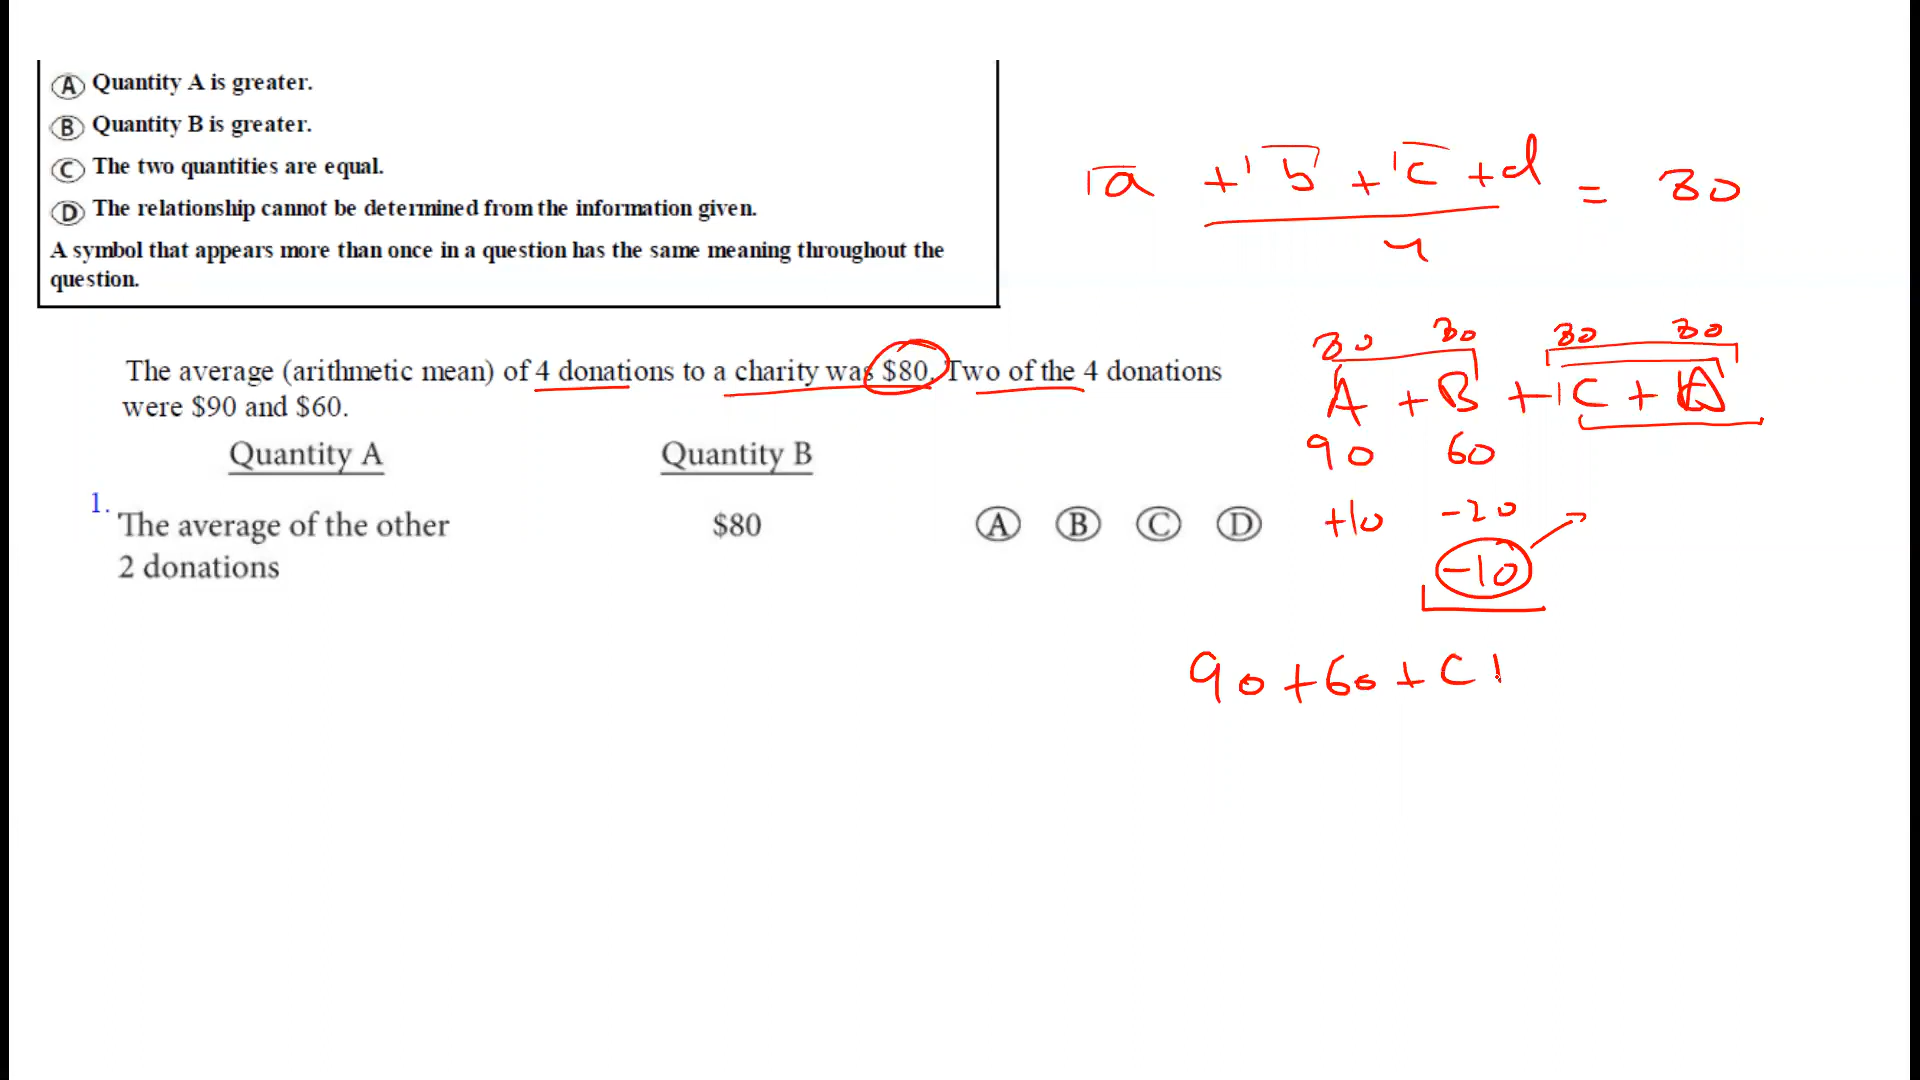 Ⓐ Quantity A is greater.
Ⓑ Quantity B is greater.
Ⓒ The two quantities are equal.
Ⓓ The relationship cannot be determined from the information given.
A symbol that appears more than once in a question has the same meaning throughout the
question.
The average (arithmetic mean) of 4 donations to a charity was $80. Two of the 4 donations
were $90 and $60.
Quantity A Quantity B
1.
The average of the other
2 donations
$80
Ⓐ Ⓑ Ⓒ Ⓓ
a + b + c + d = 80
4
80 80 80 80
A + B + C + D
90 60
+10 -20
-10
90 + 60 + C